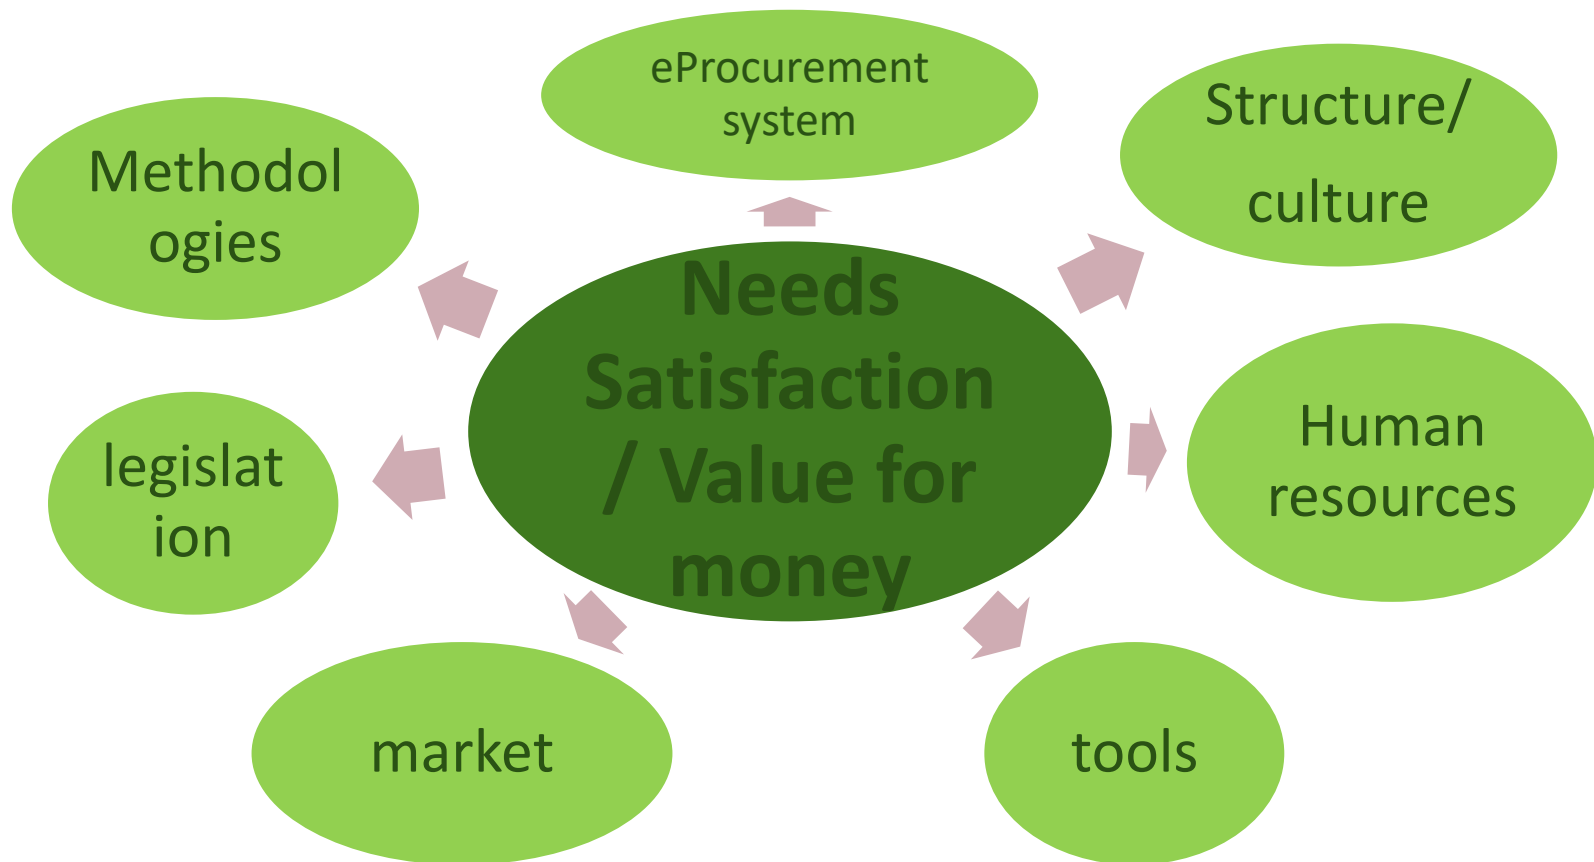 eProcurement
system
Structure/
culture
Methodol
ogies
Needs
Satisfaction
/ Value for
money
Human
resources
legislat
ion
market
tools